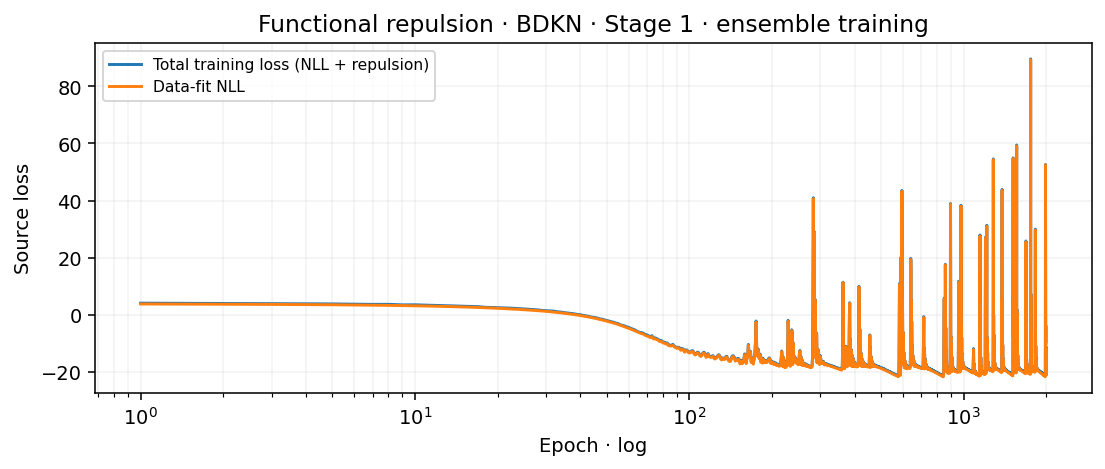 Functional repulsion · BDKN · Stage 1 · ensemble training
Total training loss (NLL + repulsion)
Data-fit NLL
Source loss
80
60
40
20
0
−20
10⁰
10¹
10²
10³
Epoch · log